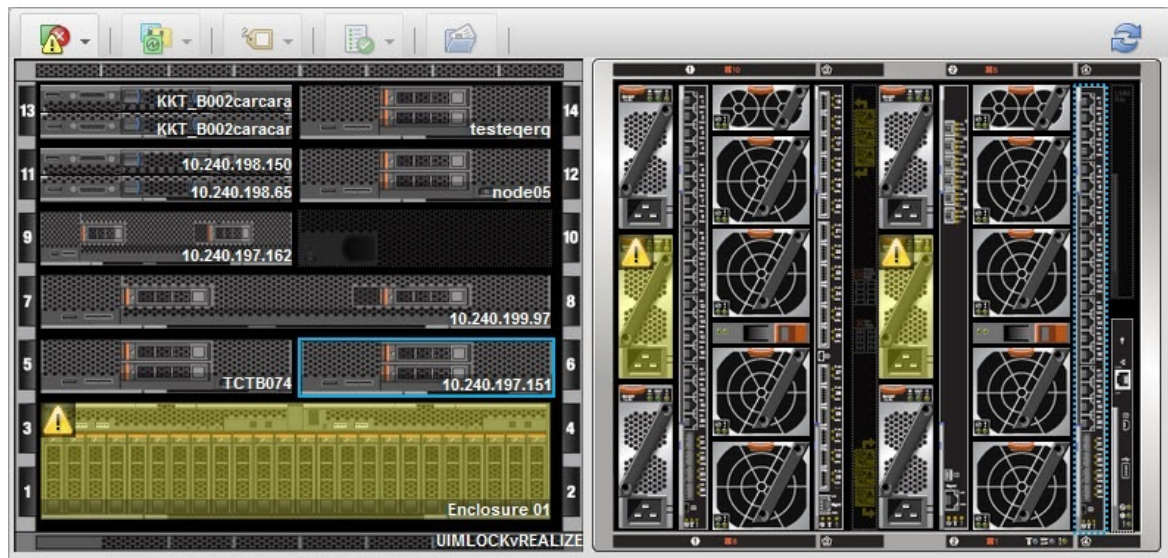 13 KKT_B002carcara
KKT_B002caracar
testeqerq 14
11 10.240.198.150
10.240.198.65
node05 12
9 10.240.197.162 10
7 10.240.199.97 8
5 TCTB074 10.240.197.151 6
3 4
1 Enclosure 01 2
UIMLOCKvREALIZE